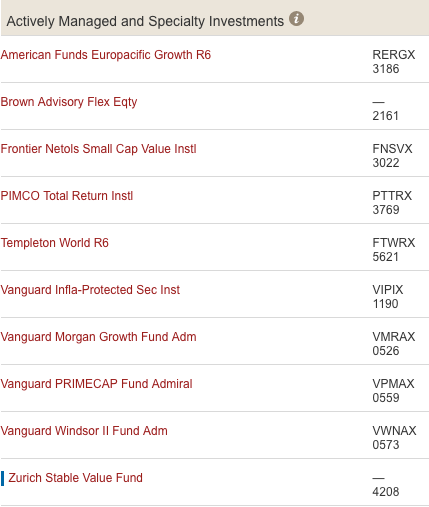 Actively Managed and Specialty Investments i
American Funds Europacific Growth R6 RERGX
3186
Brown Advisory Flex Eqty —
2161
Frontier Netols Small Cap Value Instl FNSVX
3022
PIMCO Total Return Instl PTTRX
3769
Templeton World R6 FTWRX
5621
Vanguard Infla-Protected Sec Inst VIPIX
1190
Vanguard Morgan Growth Fund Adm VMRAX
0526
Vanguard PRIMECAP Fund Admiral VPMAX
0559
Vanguard Windsor II Fund Adm VWNAX
0573
Zurich Stable Value Fund —
4208